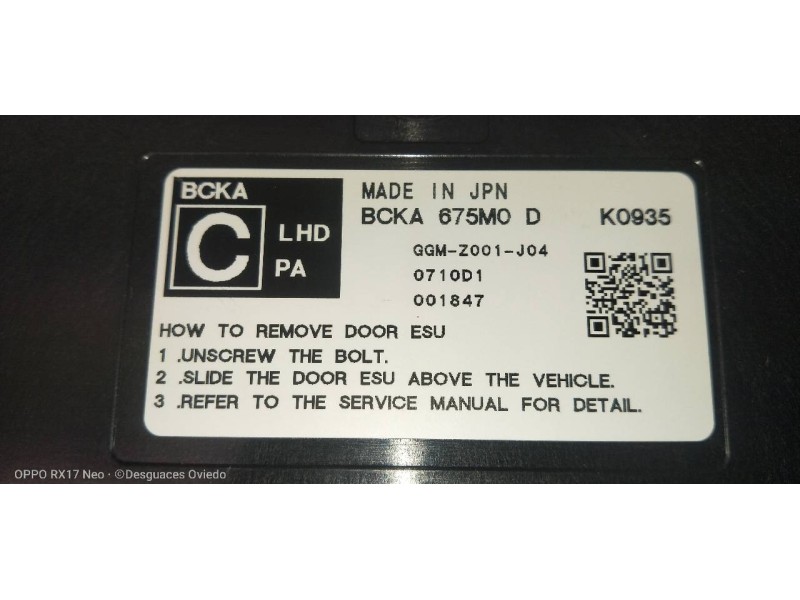 BCKA
C LHD
PA
MADE IN JPN
BCKA 675M0 D K0935
GGM-Z001-J04
0710D1
001847
HOW TO REMOVE DOOR ESU
1 .UNSCREW THE BOLT.
2 .SLIDE THE DOOR ESU ABOVE THE VEHICLE.
3 .REFER TO THE SERVICE MANUAL FOR DETAIL.
OPPO RX17 Neo · ©Desguaces Oviedo